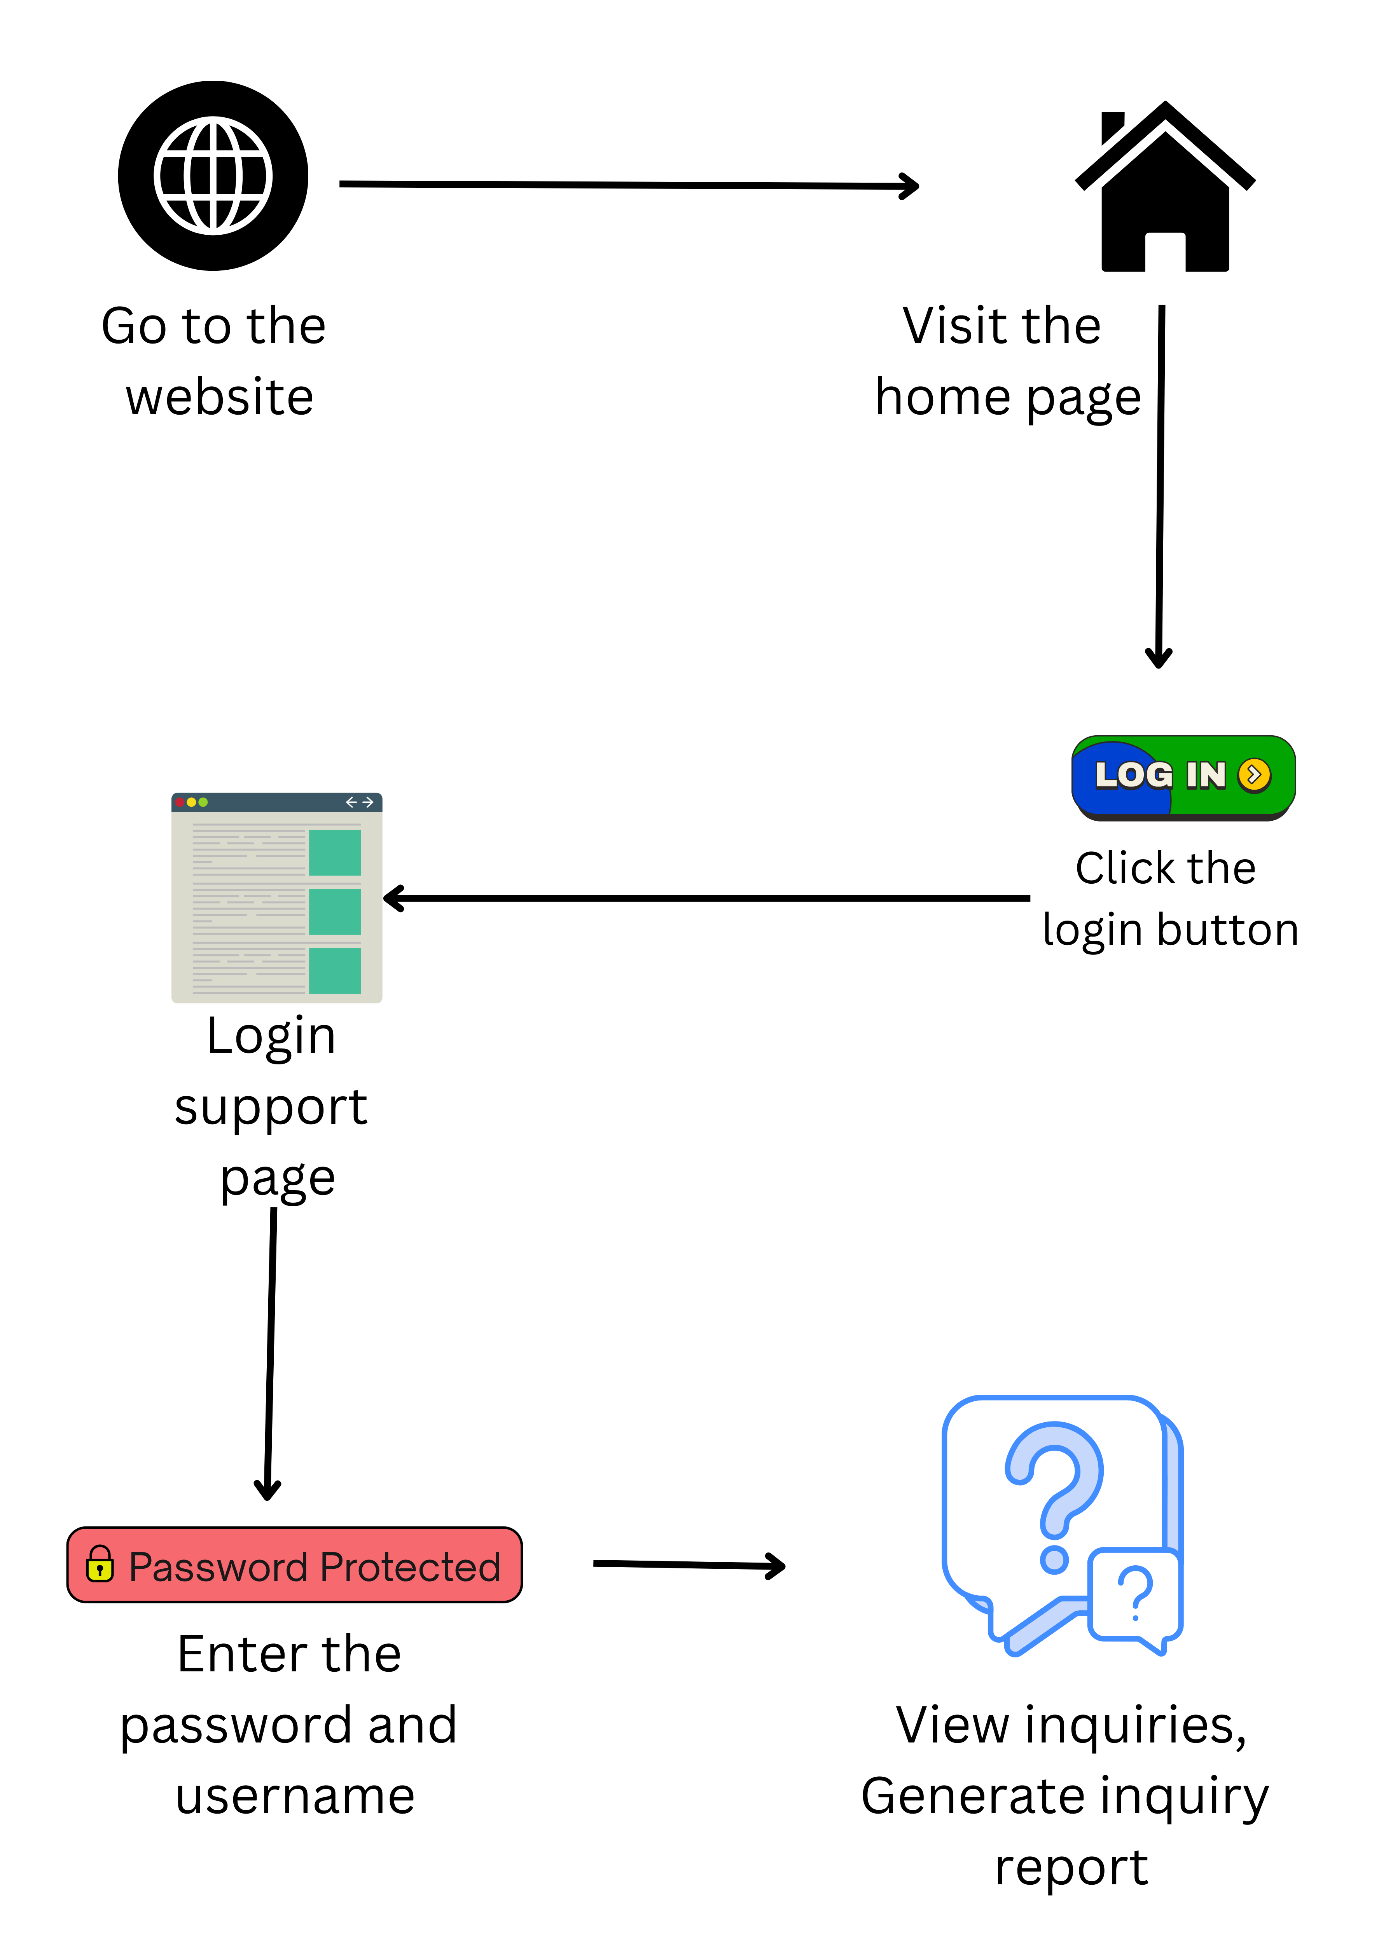 Go to the
website
Visit the
home page
LOG IN
Click the
login button
Login
support
page
Password Protected
Enter the
password and
username
View inquiries,
Generate inquiry
report